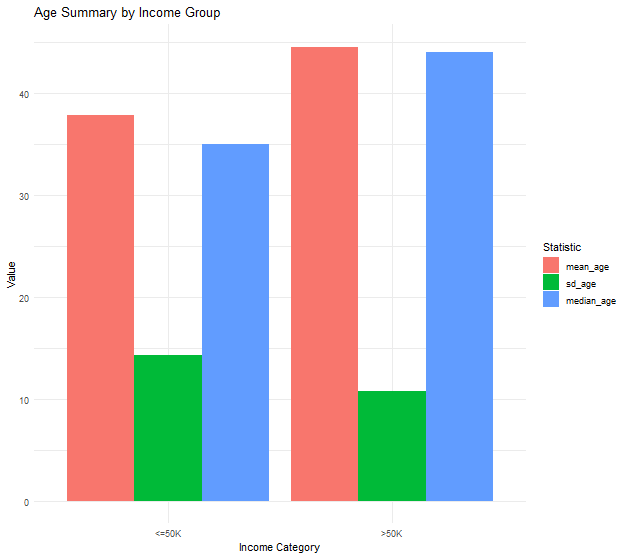 Age Summary by Income Group
Value
40
30
20
10
0
<=50K
>50K
Income Category
Statistic
mean_age
sd_age
median_age